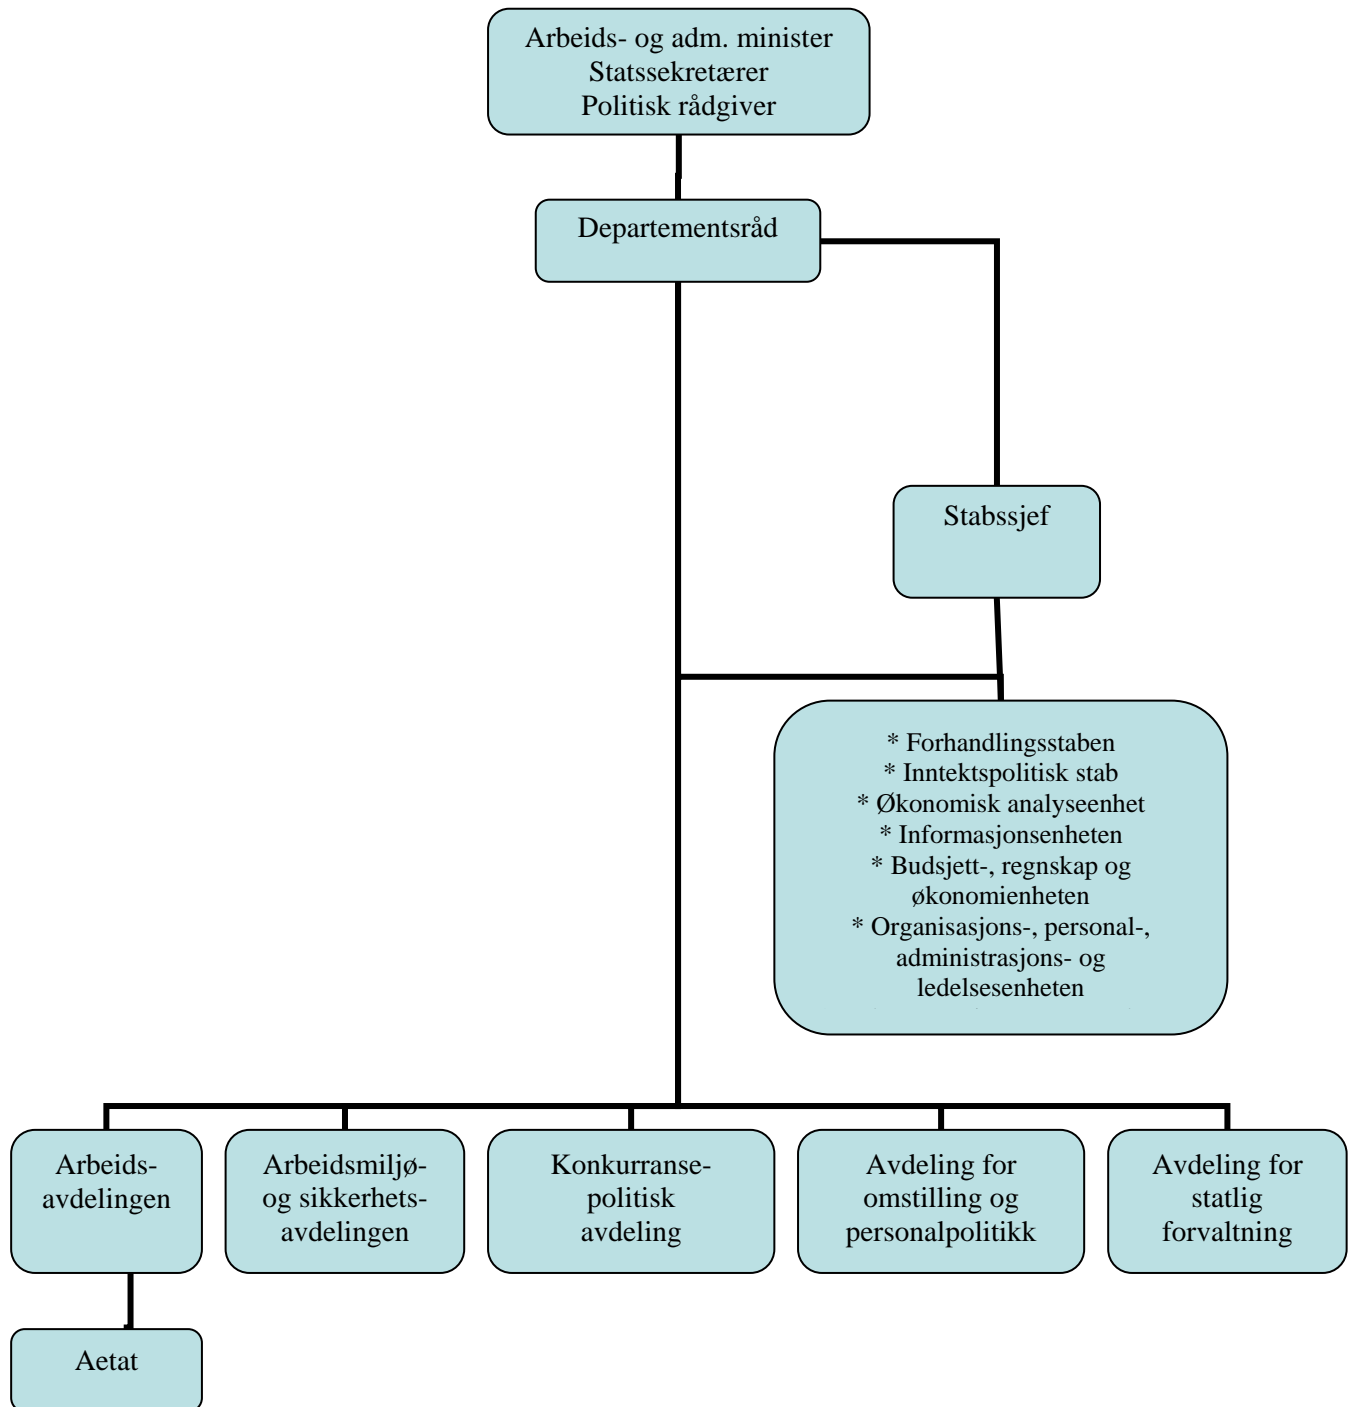 Arbeids- og adm. minister
Statssekretærer
Politisk rådgiver
Departementsråd
Stabssjef
* Forhandlingsstaben
* Inntektspolitisk stab
* Økonomisk analyseenhet
* Informasjonsenheten
* Budsjett-, regnskap og
økonomienheten
* Organisasjons-, personal-,
administrasjons- og
ledelsesenheten
Arbeids-
avdelingen
Arbeidsmiljø-
og sikkerhets-
avdelingen
Konkurranse-
politisk
avdeling
Avdeling for
omstilling og
personalpolitikk
Avdeling for
statlig
forvaltning
Aetat